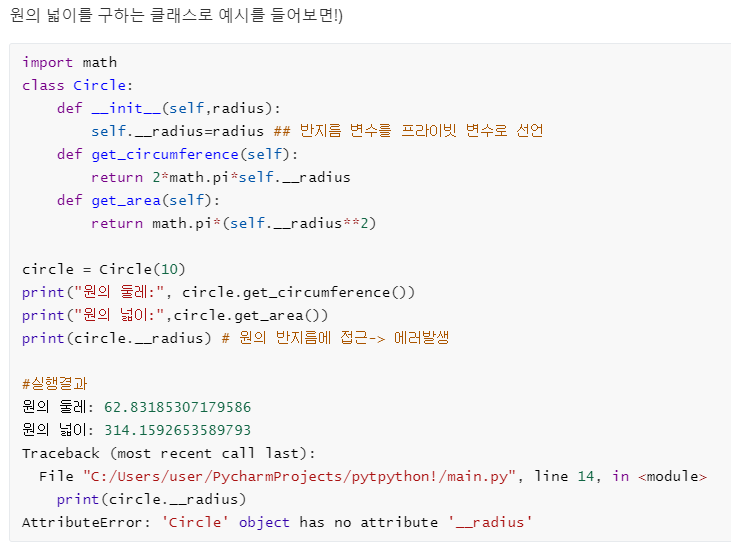 원의 넓이를 구하는 클래스로 예시를 들어보면!)
import math
class Circle:
    def __init__(self,radius):
        self.__radius=radius ## 반지름 변수를 프라이빗 변수로 선언
    def get_circumference(self):
        return 2*math.pi*self.__radius
    def get_area(self):
        return math.pi*(self.__radius**2)

circle = Circle(10)
print("원의 둘레:", circle.get_circumference())
print("원의 넓이:",circle.get_area())
print(circle.__radius) # 원의 반지름에 접근-> 에러발생

#실행결과
원의 둘레: 62.83185307179586
원의 넓이: 314.1592653589793
Traceback (most recent call last):
  File "C:/Users/user/PycharmProjects/pytpython!/main.py", line 14, in <module>
    print(circle.__radius)
AttributeError: 'Circle' object has no attribute '__radius'